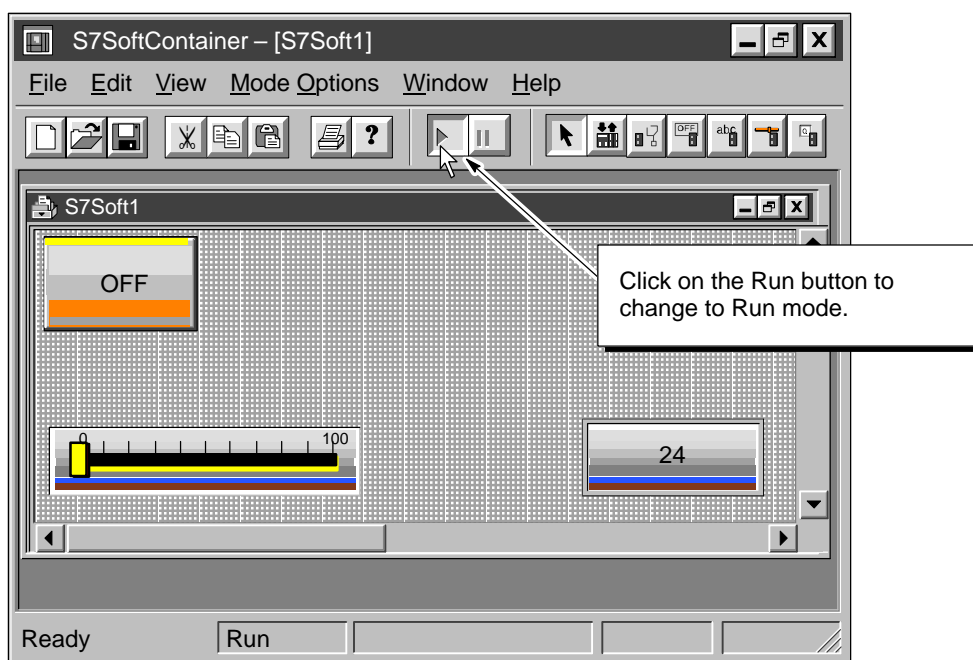 S7SoftContainer – [S7Soft1]
File Edit View Mode Options Window Help
? OFF abc
S7Soft1
OFF
Click on the Run button to
change to Run mode.
0 100
24
Ready Run